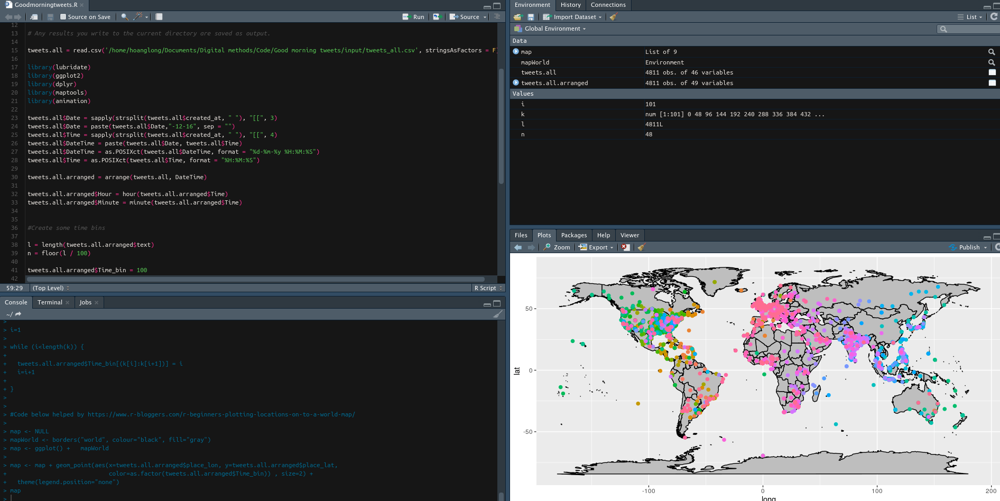 Goodmorningtweets.R
Source on Save
Run
Source
12
13 # Any results you write to the current directory are saved as output.
14
15 tweets.all = read.csv('/home/hoanglong/Documents/Digital methods/Code/Good morning tweets/input/tweets_all.csv', stringsAsFactors = F)
16
17 library(lubridate)
18 library(ggplot2)
19 library(dplyr)
20 library(maptools)
21 library(animation)
22
23 tweets.all$Date = sapply(strsplit(tweets.all$created_at, " "), "[[", 3)
24 tweets.all$Date = paste(tweets.all$Date,"-12-16", sep = "")
25 tweets.all$Time = sapply(strsplit(tweets.all$created_at, " "), "[[", 4)
26 tweets.all$DateTime = paste(tweets.all$Date, tweets.all$Time)
27 tweets.all$DateTime = as.POSIXct(tweets.all$DateTime, format = "%d-%m-%y %H:%M:%S")
28 tweets.all$Time = as.POSIXct(tweets.all$Time, format = "%H:%M:%S")
29
30 tweets.all.arranged = arrange(tweets.all, DateTime)
31
32 tweets.all.arranged$Hour = hour(tweets.all.arranged$Time)
33 tweets.all.arranged$Minute = minute(tweets.all.arranged$Time)
34
35
36 #Create some time bins
37
38 l = length(tweets.all.arranged$text)
39 n = floor(l / 100)
40
41 tweets.all.arranged$Time_bin = 100
42
59:29 (Top Level) R Script
Console Terminal Jobs
~/
>
> i=1
>
> while (i<length(k)) {
+
+   tweets.all.arranged$Time_bin[(k[i]:k[i+1])] = i
+   i=i+1
+
+ }
>
>
> #Code below helped by https://www.r-bloggers.com/r-beginners-plotting-locations-on-to-a-world-map/
>
> map <- NULL
> mapWorld <- borders("world", colour="black", fill="gray")
> map <- ggplot() +   mapWorld
>
> map <- map + geom_point(aes(x=tweets.all.arranged$place_lon, y=tweets.all.arranged$place_lat,
+                         color=as.factor(tweets.all.arranged$Time_bin)) , size=2) +
+   theme(legend.position="none")
> map
>
Environment History Connections
Import Dataset List
Global Environment
Data
map List of 9
mapWorld Environment
tweets.all 4811 obs. of 46 variables
tweets.all.arranged 4811 obs. of 49 variables
Values
i 101
k num [1:101] 0 48 96 144 192 240 288 336 384 432 ...
l 4811L
n 48
Files Plots Packages Help Viewer
Zoom Export Publish
lat
50
0
-50
-100 0 100 200
long